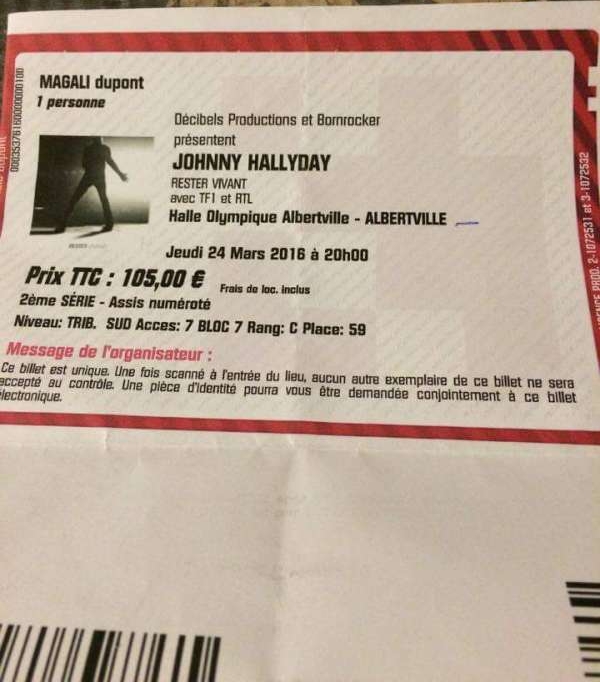 MAGALI dupont
1 personne
Décibels Productions et Bornrocker
présentent
JOHNNY HALLYDAY
RESTER VIVANT
avec TF1 et RTL
Halle Olympique Albertville - ALBERTVILLE
Jeudi 24 Mars 2016 à 20h00
Prix TTC : 105,00 € Frais de loc. inclus
2ème SÉRIE - Assis numéroté
Niveau: TRIB. SUD Acces: 7 BLOC 7 Rang: C Place: 59
Message de l'organisateur :
Ce billet est unique. Une fois scanné à l'entrée du lieu, aucun autre exemplaire de ce billet ne sera
accepté au contrôle. Une pièce d'identité pourra vous être demandée conjointement à ce billet
électronique.
PROD. 2-1072531 et 3-1072532